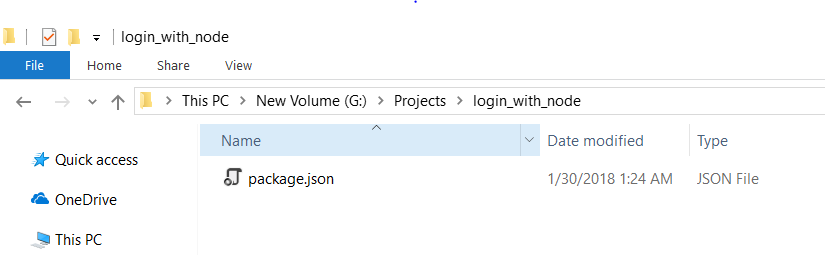 login_with_node
File Home Share View
This PC New Volume (G:) Projects login_with_node
Name Date modified Type
Quick access
package.json 1/30/2018 1:24 AM JSON File
OneDrive
This PC